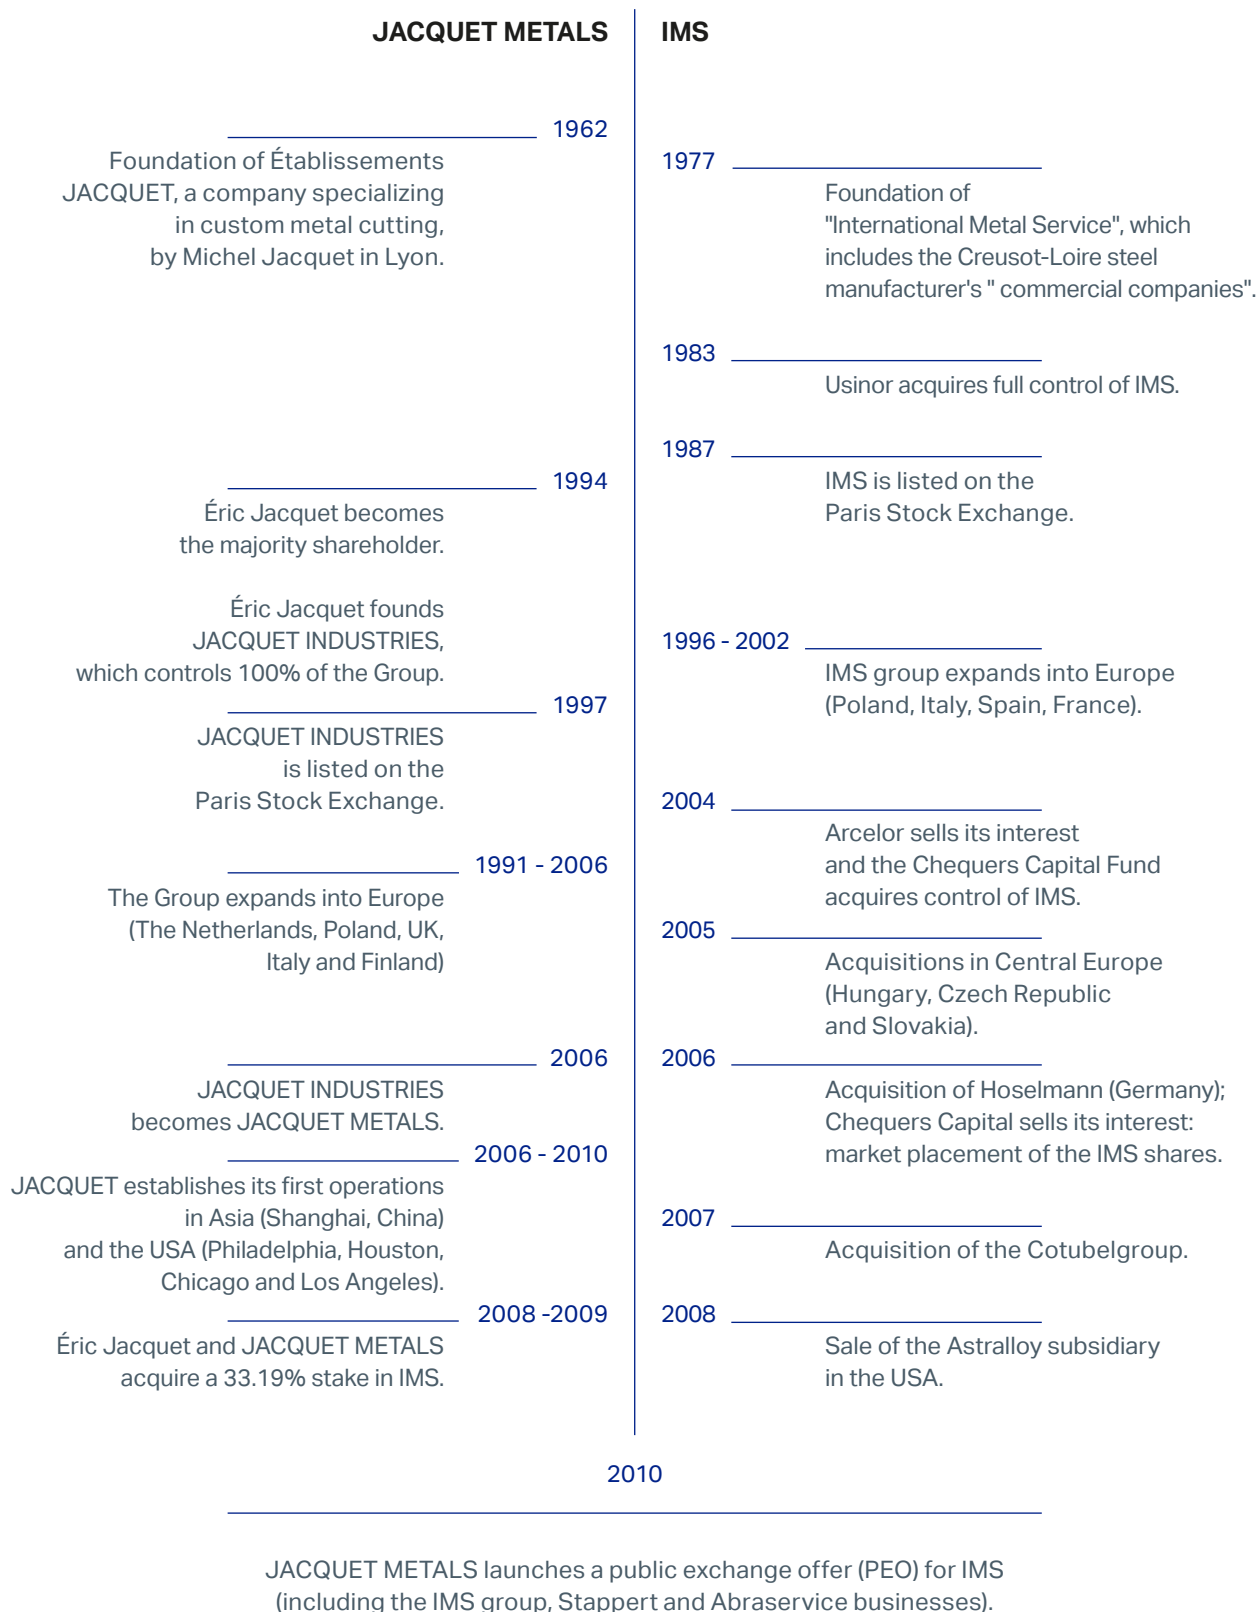 JACQUET METALS
1962
Foundation of Établissements
JACQUET, a company specializing
in custom metal cutting,
by Michel Jacquet in Lyon.
1994
Éric Jacquet becomes
the majority shareholder.
Éric Jacquet founds
JACQUET INDUSTRIES,
which controls 100% of the Group.
1997
JACQUET INDUSTRIES
is listed on the
Paris Stock Exchange.
1991 - 2006
The Group expands into Europe
(The Netherlands, Poland, UK,
Italy and Finland)
2006
JACQUET INDUSTRIES
becomes JACQUET METALS.
2006 - 2010
JACQUET establishes its first operations
in Asia (Shanghai, China)
and the USA (Philadelphia, Houston,
Chicago and Los Angeles).
2008 -2009
Éric Jacquet and JACQUET METALS
acquire a 33.19% stake in IMS.
IMS
1977
Foundation of
"International Metal Service", which
includes the Creusot-Loire steel
manufacturer's " commercial companies".
1983
Usinor acquires full control of IMS.
1987
IMS is listed on the
Paris Stock Exchange.
1996 - 2002
IMS group expands into Europe
(Poland, Italy, Spain, France).
2004
Arcelor sells its interest
and the Chequers Capital Fund
acquires control of IMS.
2005
Acquisitions in Central Europe
(Hungary, Czech Republic
and Slovakia).
2006
Acquisition of Hoselmann (Germany);
Chequers Capital sells its interest:
market placement of the IMS shares.
2007
Acquisition of the Cotubelgroup.
2008
Sale of the Astralloy subsidiary
in the USA.
2010
JACQUET METALS launches a public exchange offer (PEO) for IMS
(including the IMS group, Stappert and Abraservice businesses).